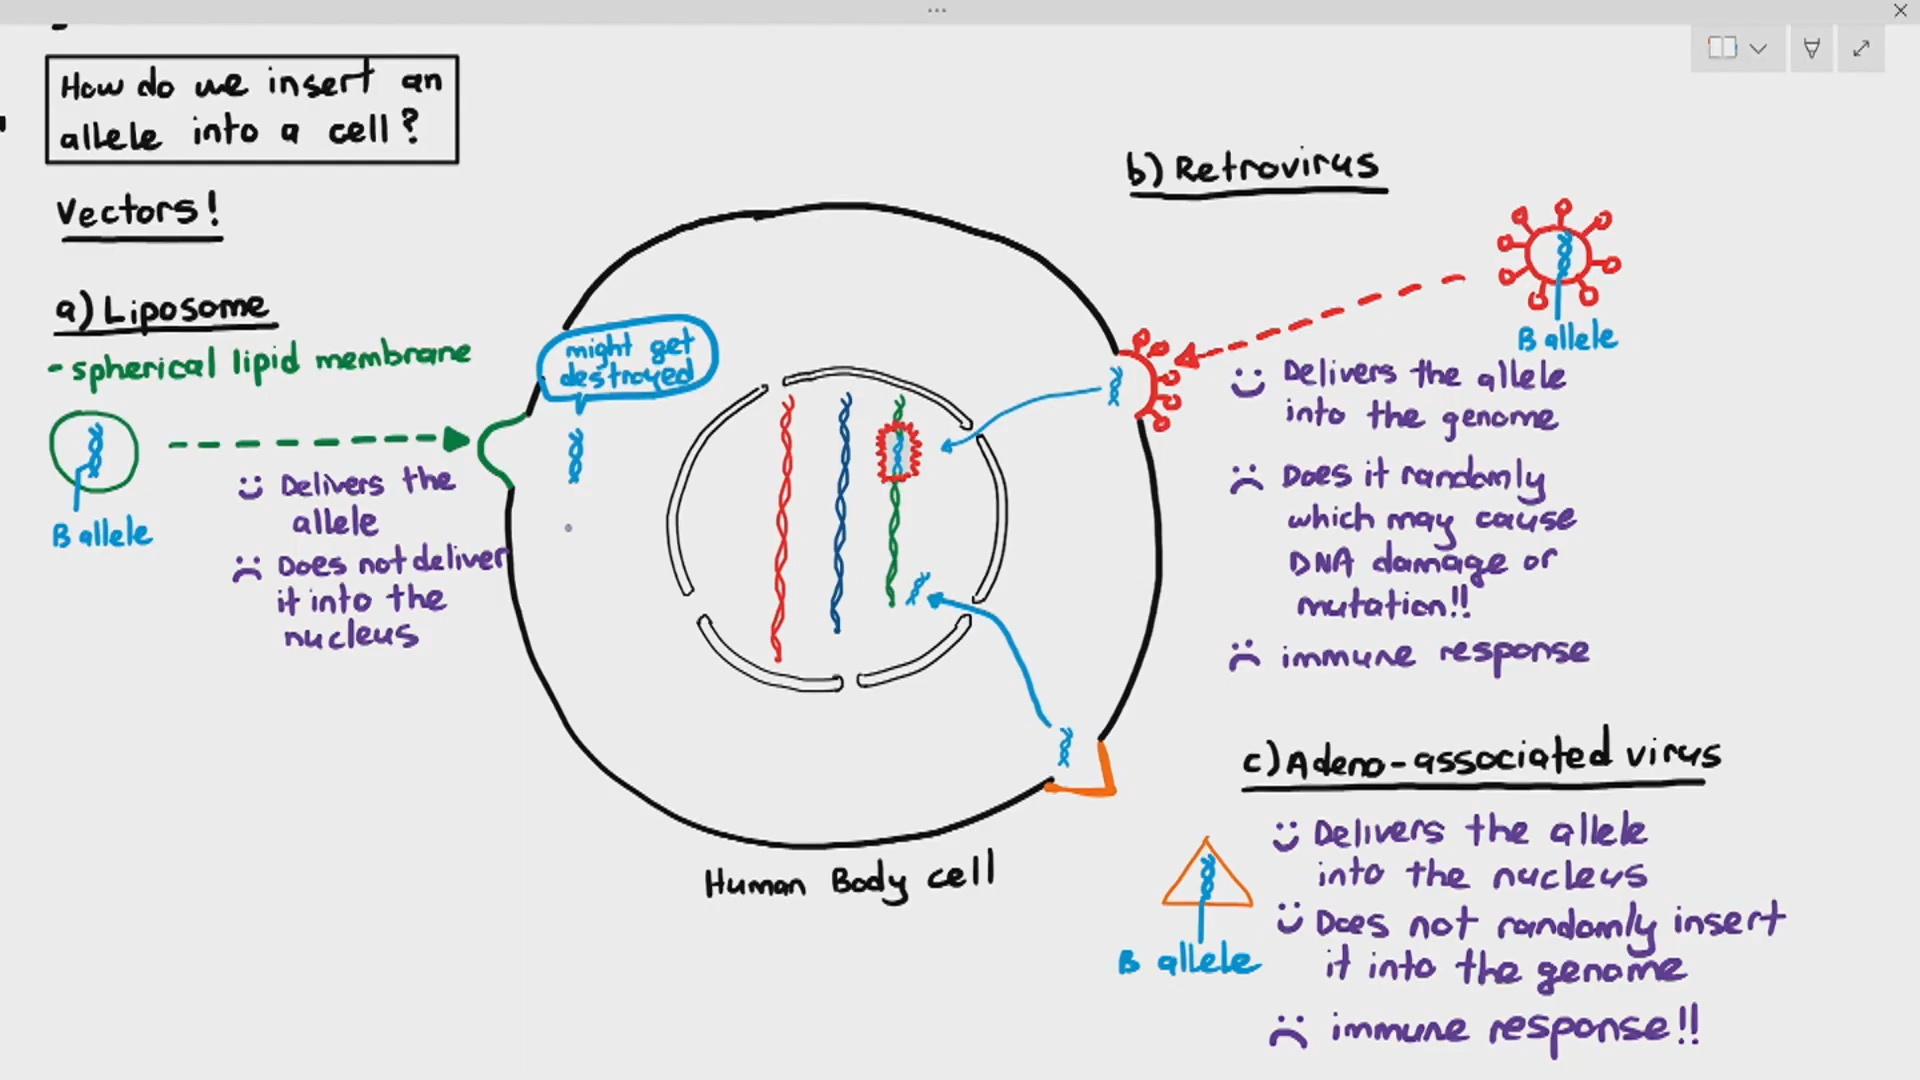 How do we insert an
allele into a cell?
Vectors!
a) Liposome
- spherical lipid membrane
B allele
Delivers the
allele
Does not deliver
it into the
nucleus
might get
destroyed
Human Body cell
b) Retrovirus
B allele
Delivers the allele
into the genome
Does it randomly
which may cause
DNA damage or
mutation!!
immune response
c) Adeno-associated virus
B allele
Delivers the allele
into the nucleus
Does not randomly insert
it into the genome
immune response!!